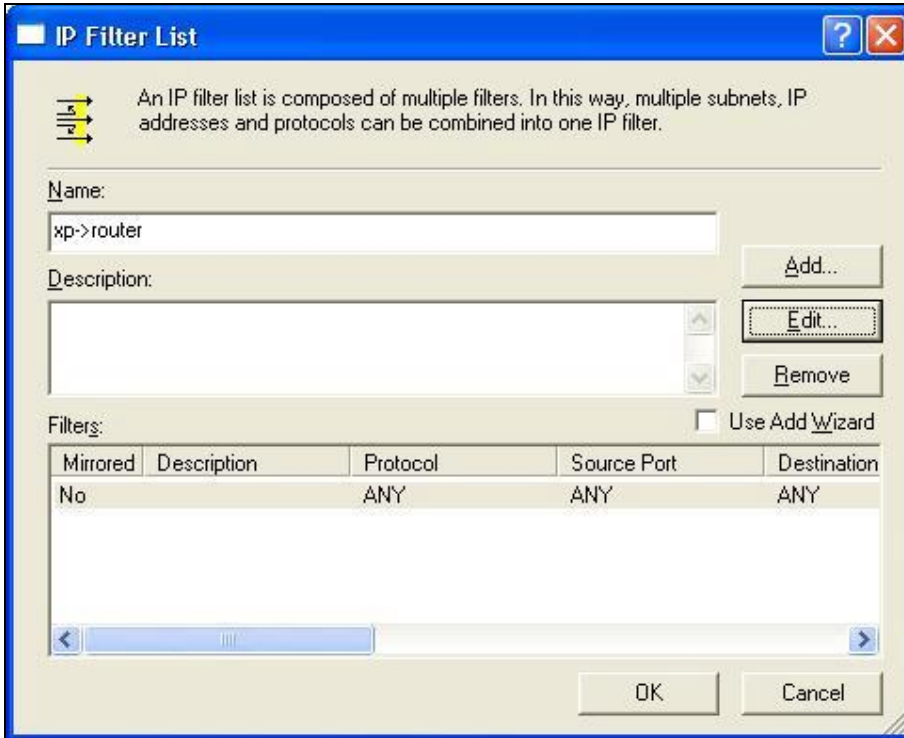 IP Filter List
An IP filter list is composed of multiple filters. In this way, multiple subnets, IP
addresses and protocols can be combined into one IP filter.
Name:
xp->router
Add...
Description:
Edit...
Remove
Filters:
Use Add Wizard
Mirrored Description Protocol Source Port Destination
No ANY ANY ANY
OK Cancel